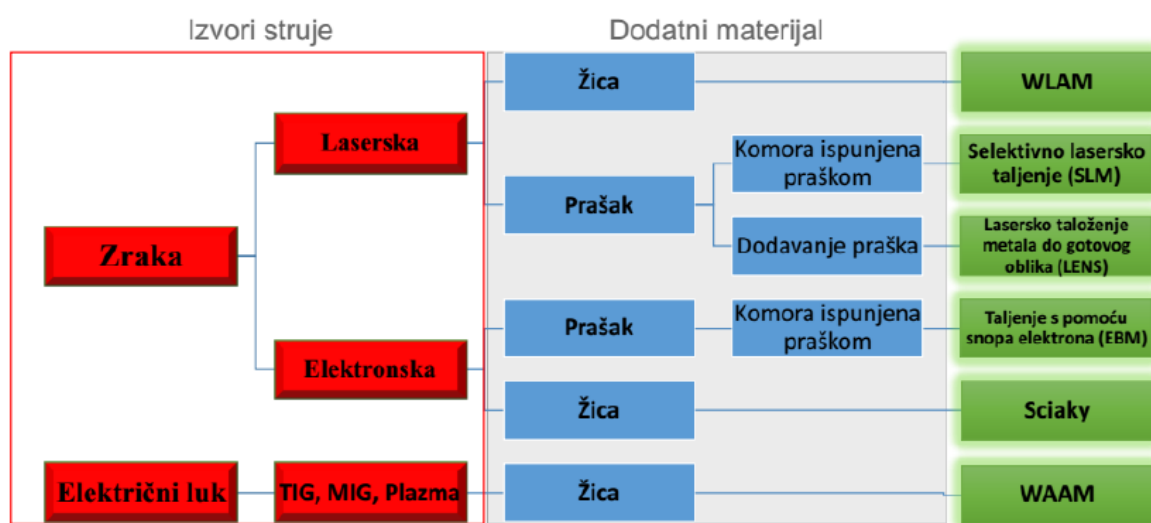 Izvori struje
Dodatni materijal
Žica
WLAM
Laserska
Komora ispunjena
praškom
Selektivno lasersko
taljenje (SLM)
Prašak
Zraka
Dodavanje praška
Lasersko taloženje
metala do gotovog
oblika (LENS)
Prašak
Komora ispunjena
praškom
Taljenje s pomoću
snopa elektrona (EBM)
Elektronska
Žica
Sciaky
Električni luk
TIG, MIG, Plazma
Žica
WAAM